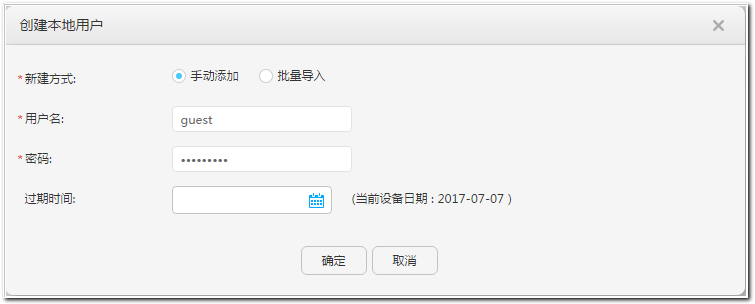 创建本地用户
* 新建方式: 手动添加 批量导入
* 用户名: guest
* 密码: •••••••••
过期时间: (当前设备日期 : 2017-07-07 )
确定 取消